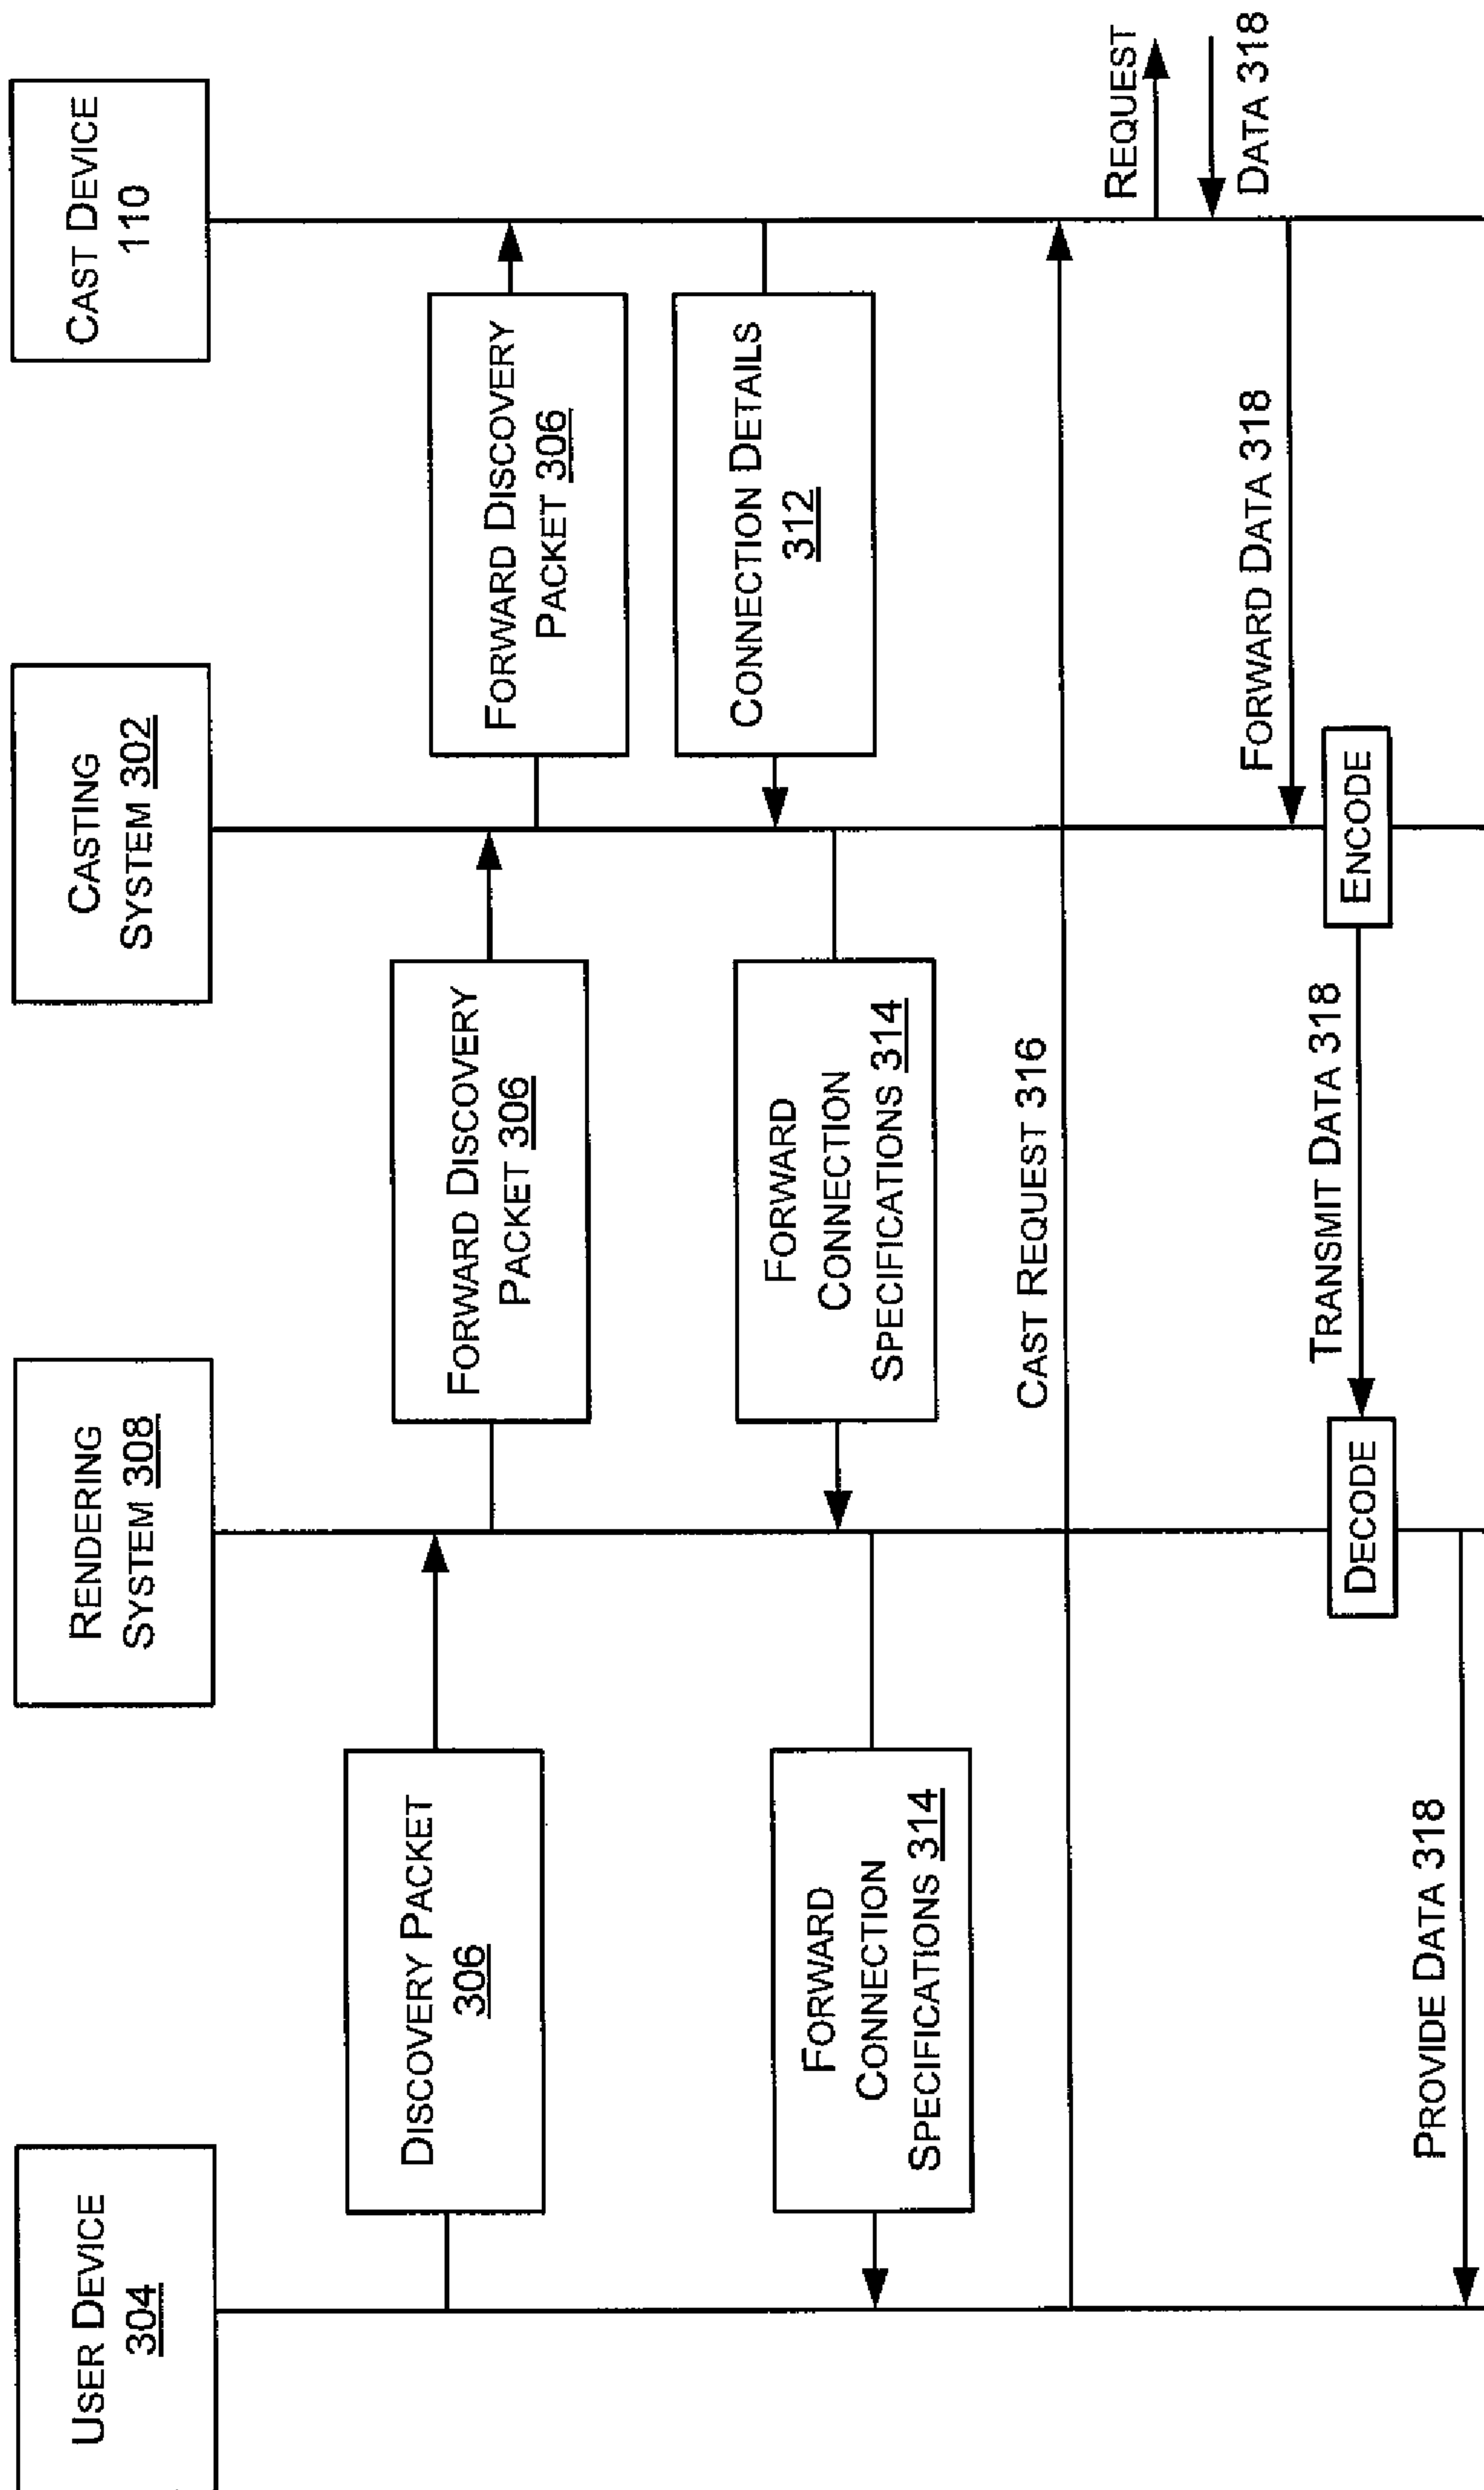 USER DEVICE
304
RENDERING
SYSTEM 308
CASTING
SYSTEM 302
CAST DEVICE
110
DISCOVERY PACKET
306
FORWARD DISCOVERY
PACKET 306
FORWARD DISCOVERY
PACKET 306
CONNECTION DETAILS
312
FORWARD
CONNECTION
SPECIFICATIONS 314
FORWARD
CONNECTION
SPECIFICATIONS 314
CAST REQUEST 316
REQUEST
DATA 318
FORWARD DATA 318
ENCODE
TRANSMIT DATA 318
DECODE
PROVIDE DATA 318